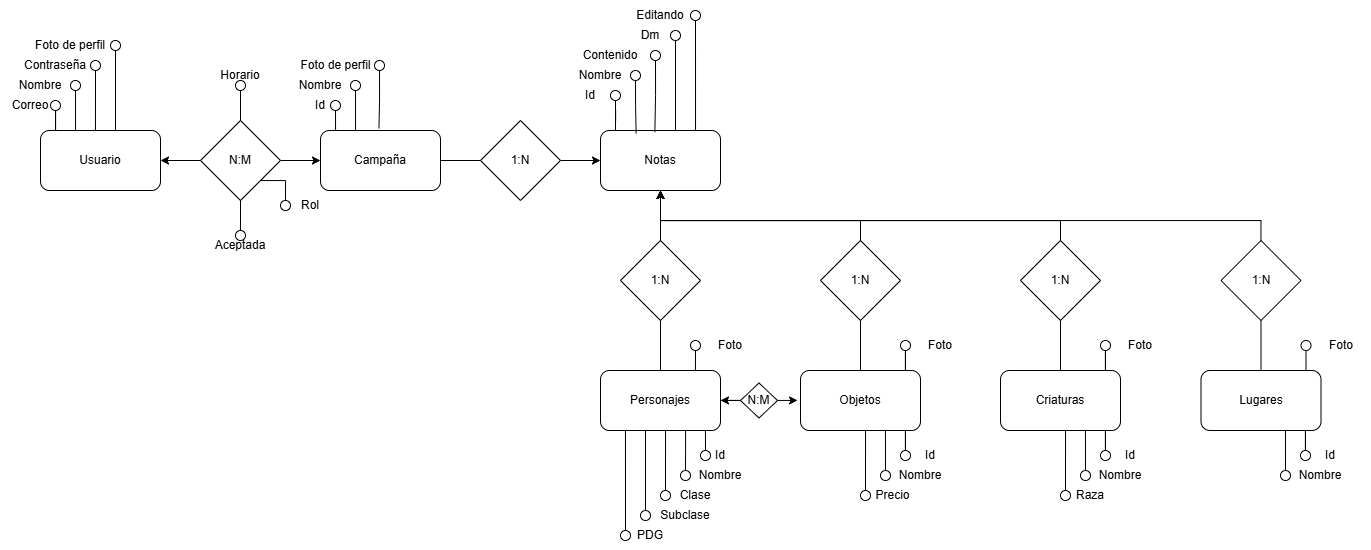 Editando
Dm
Foto de perfil
Contraseña
Nombre
Correo
Horario
Foto de perfil
Nombre
Id
Contenido
Nombre
Id
Usuario
N:M
Campaña
1:N
Notas
Rol
Aceptada
1:N
1:N
1:N
1:N
Foto
Foto
Foto
Foto
Personajes
N:M
Objetos
Criaturas
Lugares
Id
Nombre
Clase
Subclase
PDG
Id
Nombre
Precio
Id
Nombre
Raza
Id
Nombre